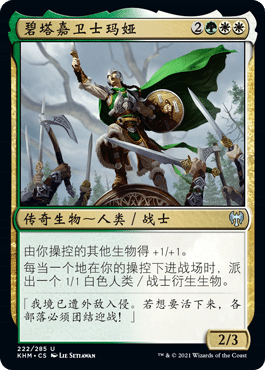 碧塔嘉卫士玛娅 2
传奇生物～人类／战士
由你操控的其他生物得 +1/+1。
每当一个地在你的操控下进战场时，派
出一个 1/1 白色人类／战士衍生生物。
「我境已遭外敌入侵。若想要活下来，各
部落必须团结迎战！」
2/3
222/285 U
KHM • CS LIE SETIAWAN
™ & © 2021 Wizards of the Coast